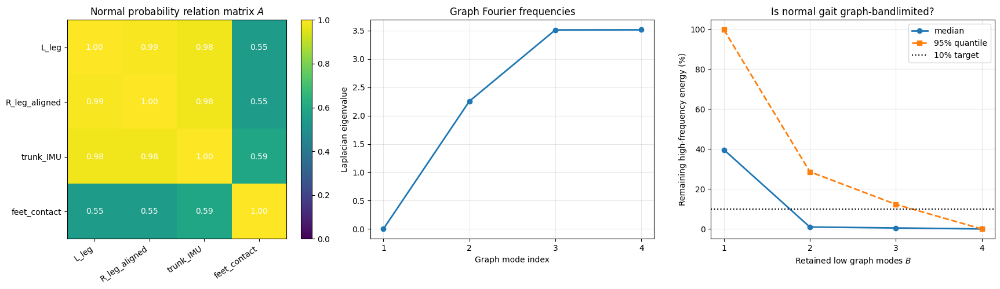 Normal probability relation matrix A
L_leg
R_leg_aligned
trunk_IMU
feet_contact
1.00 0.99 0.98 0.55
0.99 1.00 0.98 0.55
0.98 0.98 1.00 0.59
0.55 0.55 0.59 1.00
L_leg
R_leg_aligned
trunk_IMU
feet_contact
1.0
0.8
0.6
0.4
0.2
0.0
Graph Fourier frequencies
Laplacian eigenvalue
3.5
3.0
2.5
2.0
1.5
1.0
0.5
0.0
1 2 3 4
Graph mode index
Is normal gait graph-bandlimited?
Remaining high-frequency energy (%)
100
80
60
40
20
0
median
95% quantile
10% target
1 2 3 4
Retained low graph modes B